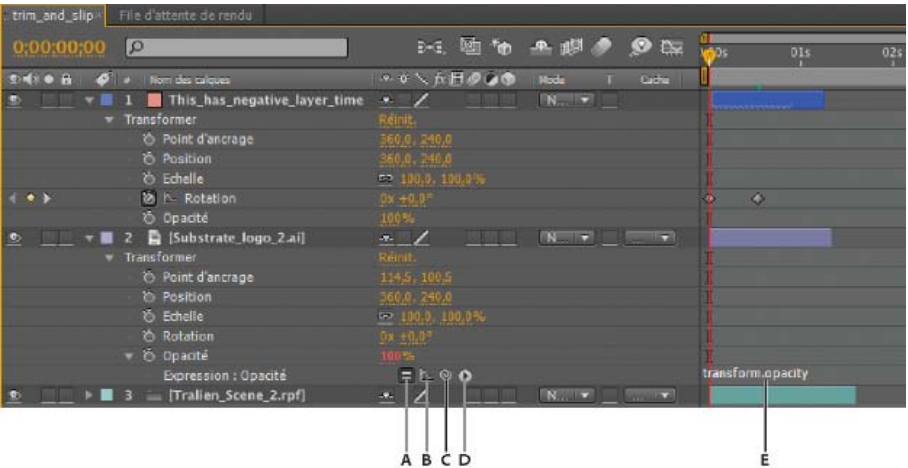 trim_and_slip File d'attente de rendu
0;00:00;00 00s 01s 02s
# Nom des calques Mode T Cache
1 This_has_negative_layer_time N...
Transformer Réinit.
Point d'ancrage 360,0, 240,0
Position 360,0, 240,0
Echelle 100,0, 100,0%
Rotation 0x +0,0°
Opacité 100%
2 [Substrate_logo_2.ai] N... ...
Transformer Réinit.
Point d'ancrage 114,5, 100,5
Position 360,0, 240,0
Echelle 100,0, 100,0%
Rotation 0x +0,0°
Opacité 100%
Expression : Opacité transform.opacity
3 [Tralien_Scene_2.rpf] N... ...
A B C D E